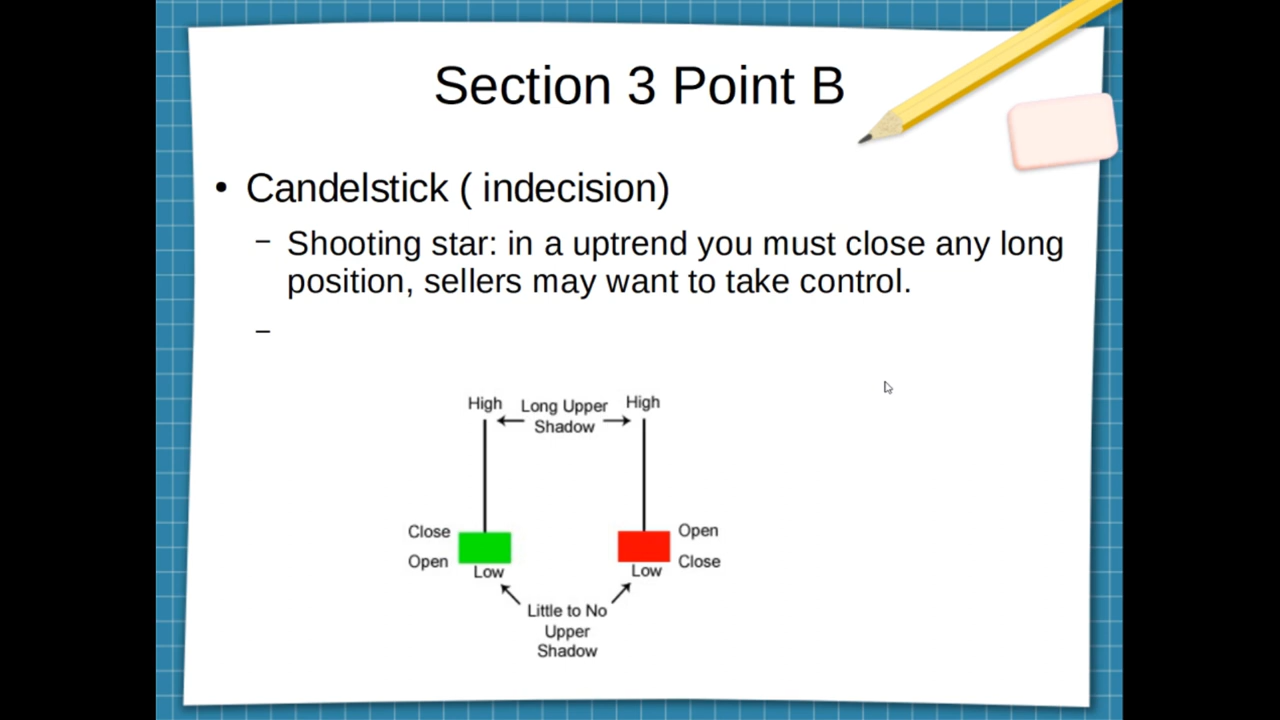 Section 3 Point B
• Candelstick ( indecision)
– Shooting star: in a uptrend you must close any long
position, sellers may want to take control.
–
High Long Upper High
Shadow
Close Open
Open Close
Low Low
Little to No
Upper
Shadow